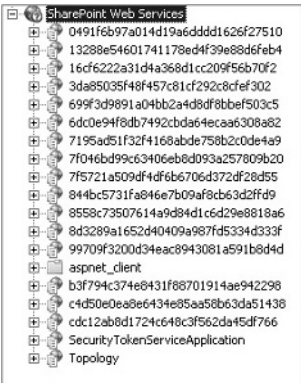 SharePoint Web Services
0491f6b97a014d19a6dddd1626f27510
13288e54601741178ed4f39e88d6feb4
16cf6222a31d4a368d1cc209f56b70f2
3da85035f48f457c81cf292c8cfef302
699f3d9891a04bb2a4d8df8bbef503c5
6dc0e94f8db7492cbda64ecaa6308a82
7195ad51f32f4168abde758b2c0de4a9
7f046bd99c63406eb8d093a257809b20
7f5721a509df4df6b6706d372df28d55
844bc5731fa846e7b09af8cb63d2ffd9
8558c73507614a9d84d1c6d29e8818a6
8d3289a1652d40409a987fd5334d333f
99709f3200d34eac8943081a591b8d4d
aspnet_client
b3f794c374e8431f88701914ae942298
c4d50e0ea8e6434e85aa58b63da51438
cdc12ab8d1724c648c3f562da45df766
SecurityTokenServiceApplication
Topology